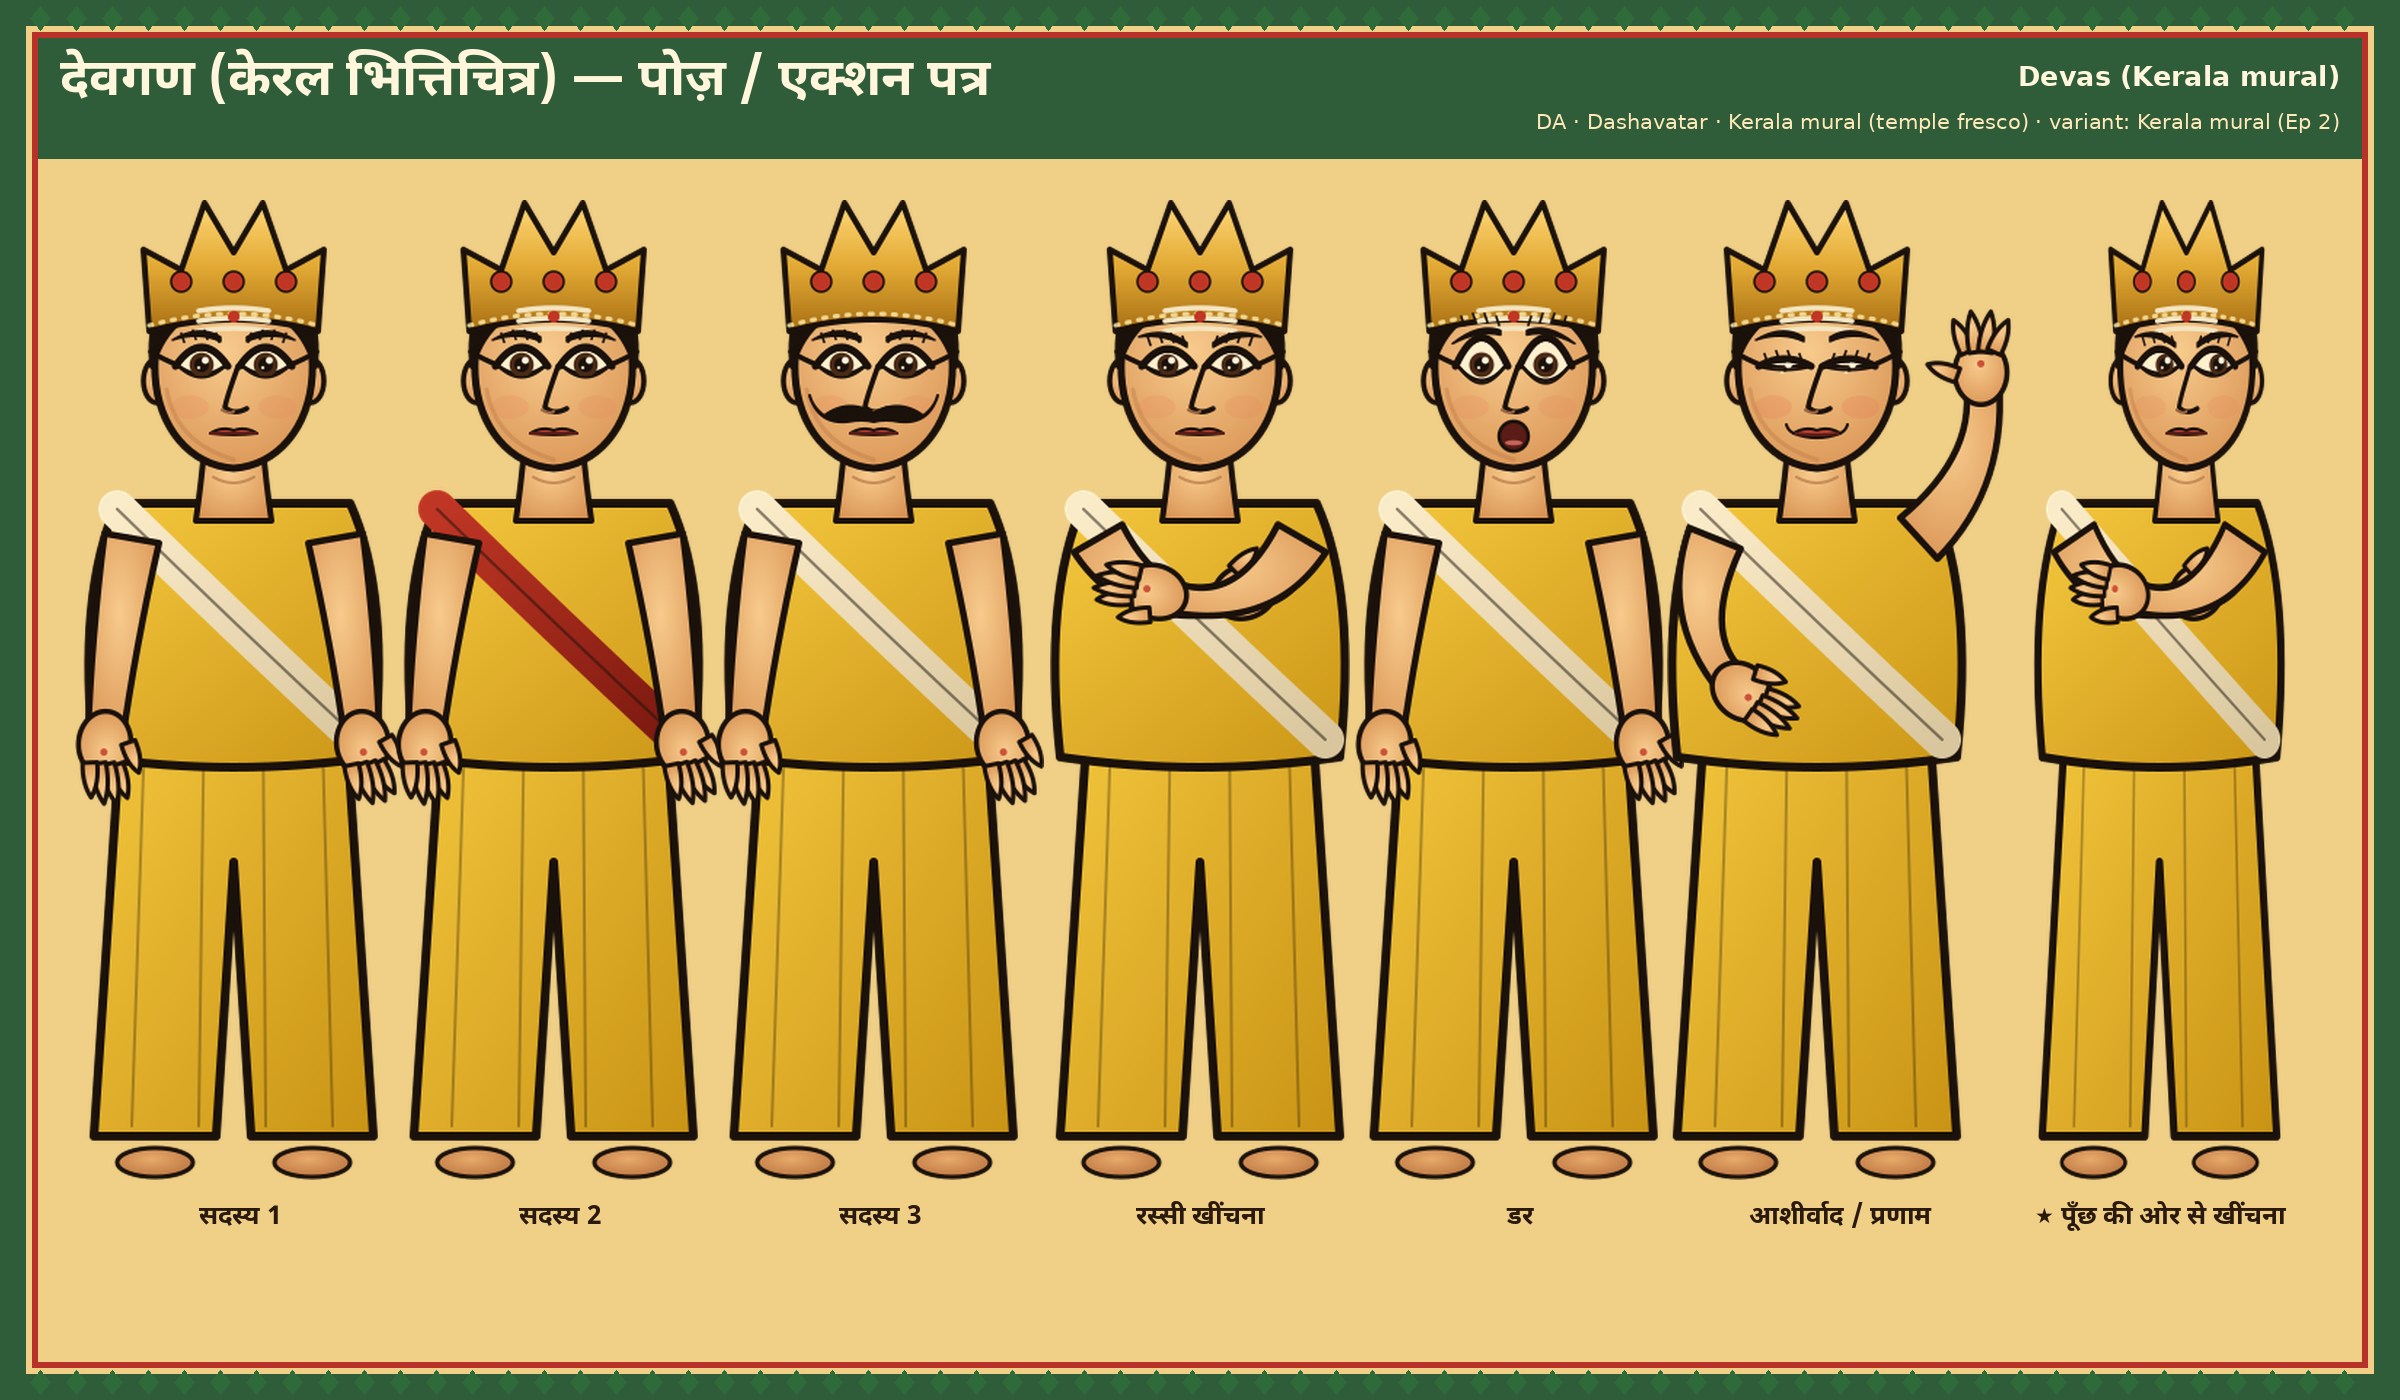 देवगण (केरल भित्तिचित्र) — पोज़ / एक्शन पत्र
Devas (Kerala mural)
DA · Dashavatar · Kerala mural (temple fresco) · variant: Kerala mural (Ep 2)
सदस्य 1
सदस्य 2
सदस्य 3
रस्सी खींचना
डर
आशीर्वाद / प्रणाम
★ पूँछ की ओर से खींचना